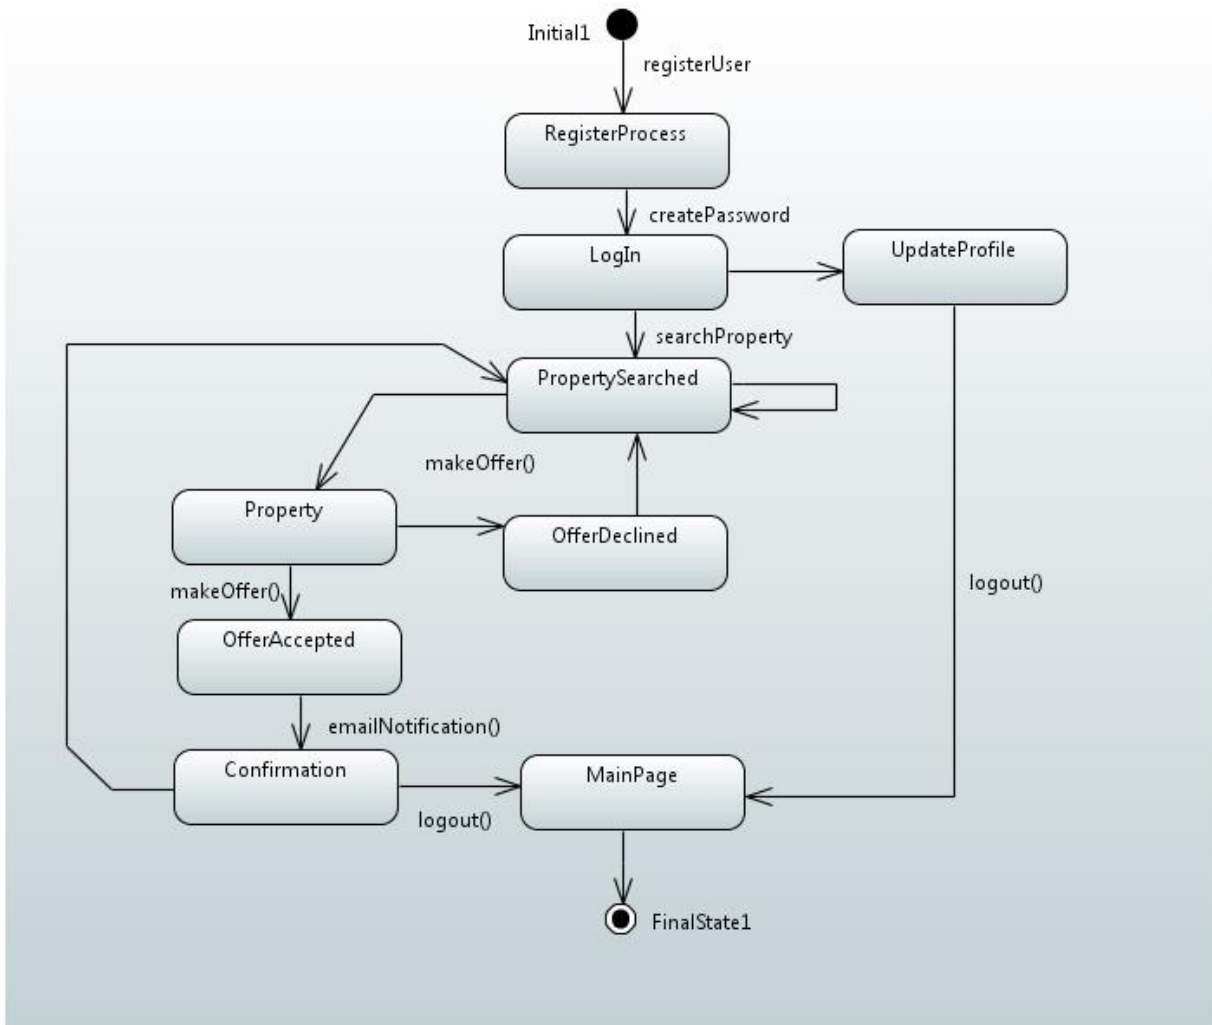 Initial1
registerUser
RegisterProcess
createPassword
LogIn
UpdateProfile
searchProperty
PropertySearched
makeOffer()
Property
OfferDeclined
makeOffer()
logout()
OfferAccepted
emailNotification()
Confirmation
MainPage
logout()
FinalState1